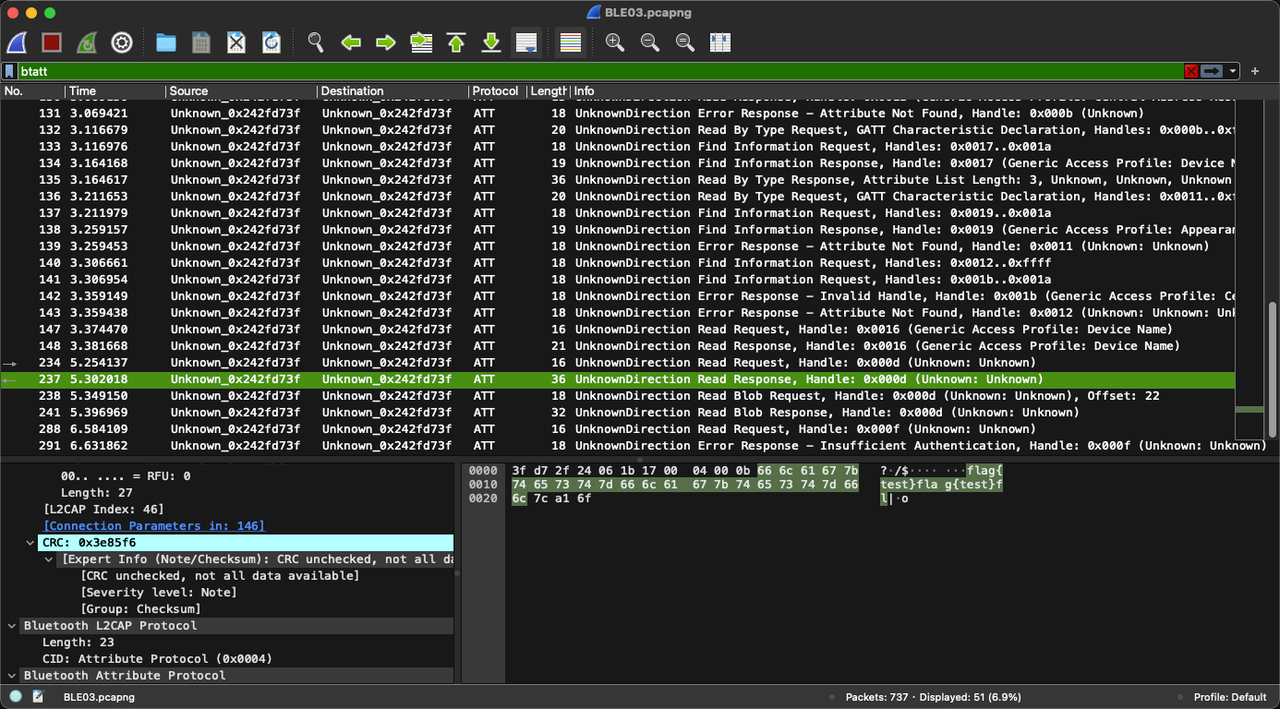 BLE03.pcapng
btatt
No. Time Source Destination Protocol Length Info
131 3.069421 Unknown_0x242fd73f Unknown_0x242fd73f ATT 18 UnknownDirection Error Response – Attribute Not Found, Handle: 0x000b (Unknown)
132 3.116679 Unknown_0x242fd73f Unknown_0x242fd73f ATT 20 UnknownDirection Read By Type Request, GATT Characteristic Declaration, Handles: 0x000b..0xf
133 3.116976 Unknown_0x242fd73f Unknown_0x242fd73f ATT 18 UnknownDirection Find Information Request, Handles: 0x0017..0x001a
134 3.164168 Unknown_0x242fd73f Unknown_0x242fd73f ATT 19 UnknownDirection Find Information Response, Handle: 0x0017 (Generic Access Profile: Device N
135 3.164617 Unknown_0x242fd73f Unknown_0x242fd73f ATT 36 UnknownDirection Read By Type Response, Attribute List Length: 3, Unknown, Unknown, Unknown
136 3.211653 Unknown_0x242fd73f Unknown_0x242fd73f ATT 20 UnknownDirection Read By Type Request, GATT Characteristic Declaration, Handles: 0x0011..0xf
137 3.211979 Unknown_0x242fd73f Unknown_0x242fd73f ATT 18 UnknownDirection Find Information Request, Handles: 0x0019..0x001a
138 3.259157 Unknown_0x242fd73f Unknown_0x242fd73f ATT 19 UnknownDirection Find Information Response, Handle: 0x0019 (Generic Access Profile: Appearan
139 3.259453 Unknown_0x242fd73f Unknown_0x242fd73f ATT 18 UnknownDirection Error Response – Attribute Not Found, Handle: 0x0011 (Unknown: Unknown)
140 3.306661 Unknown_0x242fd73f Unknown_0x242fd73f ATT 18 UnknownDirection Find Information Request, Handles: 0x0012..0xffff
141 3.306954 Unknown_0x242fd73f Unknown_0x242fd73f ATT 18 UnknownDirection Find Information Request, Handles: 0x001b..0x001a
142 3.359149 Unknown_0x242fd73f Unknown_0x242fd73f ATT 18 UnknownDirection Error Response – Invalid Handle, Handle: 0x001b (Generic Access Profile: Ce
143 3.359438 Unknown_0x242fd73f Unknown_0x242fd73f ATT 18 UnknownDirection Error Response – Attribute Not Found, Handle: 0x0012 (Unknown: Unknown: Unk
147 3.374470 Unknown_0x242fd73f Unknown_0x242fd73f ATT 16 UnknownDirection Read Request, Handle: 0x0016 (Generic Access Profile: Device Name)
148 3.381668 Unknown_0x242fd73f Unknown_0x242fd73f ATT 21 UnknownDirection Read Response, Handle: 0x0016 (Generic Access Profile: Device Name)
234 5.254137 Unknown_0x242fd73f Unknown_0x242fd73f ATT 16 UnknownDirection Read Request, Handle: 0x000d (Unknown: Unknown)
237 5.302018 Unknown_0x242fd73f Unknown_0x242fd73f ATT 36 UnknownDirection Read Response, Handle: 0x000d (Unknown: Unknown)
238 5.349150 Unknown_0x242fd73f Unknown_0x242fd73f ATT 18 UnknownDirection Read Blob Request, Handle: 0x000d (Unknown: Unknown), Offset: 22
241 5.396969 Unknown_0x242fd73f Unknown_0x242fd73f ATT 32 UnknownDirection Read Blob Response, Handle: 0x000d (Unknown: Unknown)
288 6.584109 Unknown_0x242fd73f Unknown_0x242fd73f ATT 16 UnknownDirection Read Request, Handle: 0x000f (Unknown: Unknown)
291 6.631862 Unknown_0x242fd73f Unknown_0x242fd73f ATT 18 UnknownDirection Error Response – Insufficient Authentication, Handle: 0x000f (Unknown: Unknown)
00.. .... = RFU: 0
Length: 27
[L2CAP Index: 46]
[Connection Parameters in: 146]
CRC: 0x3e85f6
[Expert Info (Note/Checksum): CRC unchecked, not all da
[CRC unchecked, not all data available]
[Severity level: Note]
[Group: Checksum]
Bluetooth L2CAP Protocol
Length: 23
CID: Attribute Protocol (0x0004)
Bluetooth Attribute Protocol
0000 3f d7 2f 24 06 1b 17 00 04 00 0b 66 6c 61 67 7b ?·/$···· ···flag{
0010 74 65 73 74 7d 66 6c 61 67 7b 74 65 73 74 7d 66 test}fla g{test}f
0020 6c 7c a1 6f l|·o
BLE03.pcapng
Packets: 737 · Displayed: 51 (6.9%)
Profile: Default